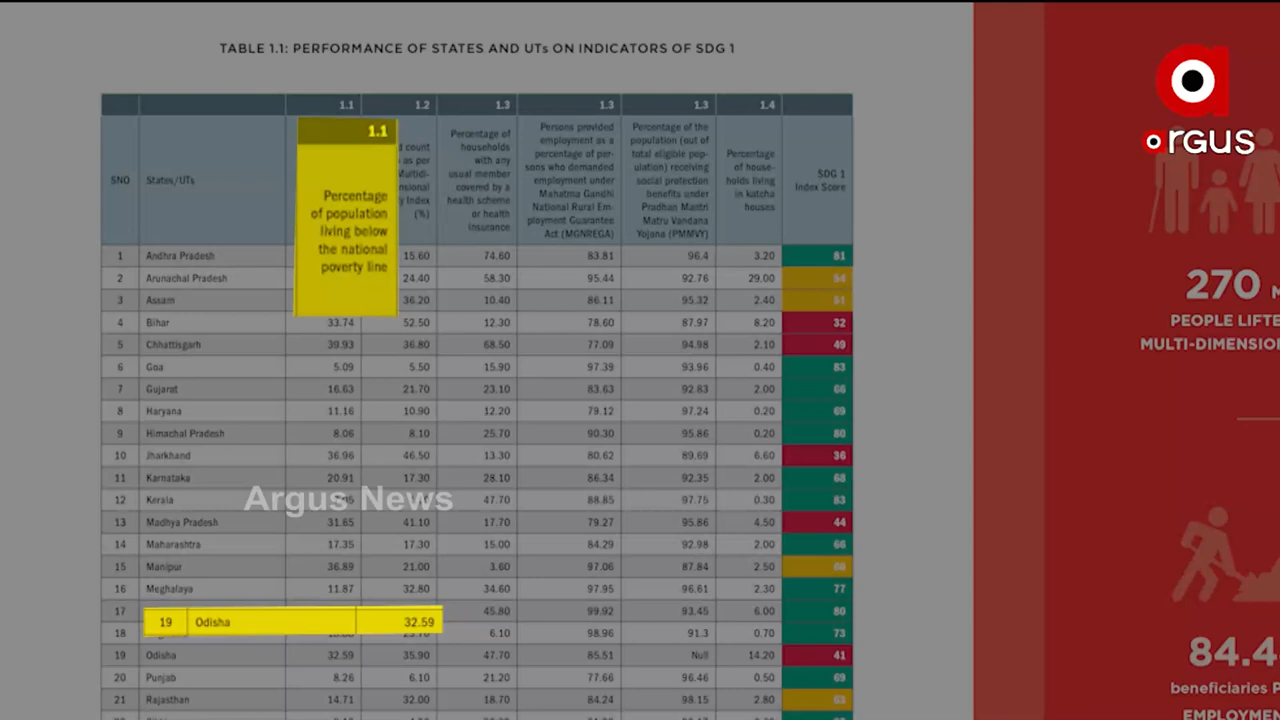 TABLE 1.1: PERFORMANCE OF STATES AND UTs ON INDICATORS OF SDG 1
1.1 1.2 1.3 1.3 1.3 1.4
SNO
States/UTs
1.1
Percentage
of population
living below
the national
poverty line
count
as per
(%)
Percentage of
households
with any
usual member
covered by a
health scheme
or health
insurance
Persons provided
employment as a
percentage of per-
sons who demanded
employment under
Mahatma Gandhi
National Rural Em-
ployment Guarantee
Act (MGNREGA)
Percentage of the
population (out of
total eligible pop-
ulation) receiving
social protection
benefits under
Pradhan Mantri
Matru Vandana
Yojana (PMMVY)
Percentage
of house-
holds living
in katcha
houses
SDG 1
Index Score
1 Andhra Pradesh 15.60 74.60 83.81 96.4 3.20 81
2 Arunachal Pradesh 24.40 58.30 95.44 92.76 29.00 54
3 Assam 36.20 10.40 86.11 95.32 2.40 51
4 Bihar 33.74 52.50 12.30 78.60 87.97 8.20 32
5 Chhattisgarh 39.93 36.80 68.50 77.09 94.98 2.10 49
6 Goa 5.09 5.50 15.90 97.39 93.96 0.40 83
7 Gujarat 16.63 21.70 23.10 83.63 92.83 2.00 66
8 Haryana 11.16 10.90 12.20 79.12 97.24 0.20 69
9 Himachal Pradesh 8.06 8.10 25.70 90.30 95.86 0.20 80
10 Jharkhand 36.96 46.50 13.30 80.62 89.69 6.60 36
11 Karnataka 20.91 17.30 28.10 86.34 92.35 2.00 68
12 Kerala 47.70 88.85 97.75 0.30 83
Argus News
13 Madhya Pradesh 31.65 41.10 17.70 79.27 95.86 4.50 44
14 Maharashtra 17.35 17.30 15.00 84.29 92.98 2.00 66
15 Manipur 36.89 21.00 3.60 97.06 87.84 2.50 60
16 Meghalaya 11.87 32.80 34.60 97.95 96.61 2.30 77
17 45.80 99.92 93.45 6.00 80
19 Odisha 32.59
18 6.10 98.96 91.3 0.70 73
19 Odisha 32.59 35.90 47.70 85.51 Null 14.20 41
20 Punjab 8.26 6.10 21.20 77.66 96.46 0.50 69
21 Rajasthan 14.71 32.00 18.70 84.24 98.15 2.80 63
argus
270
PEOPLE LIFTE
MULTI-DIMENSION
84.4
beneficiaries P
EMPLOYMEN